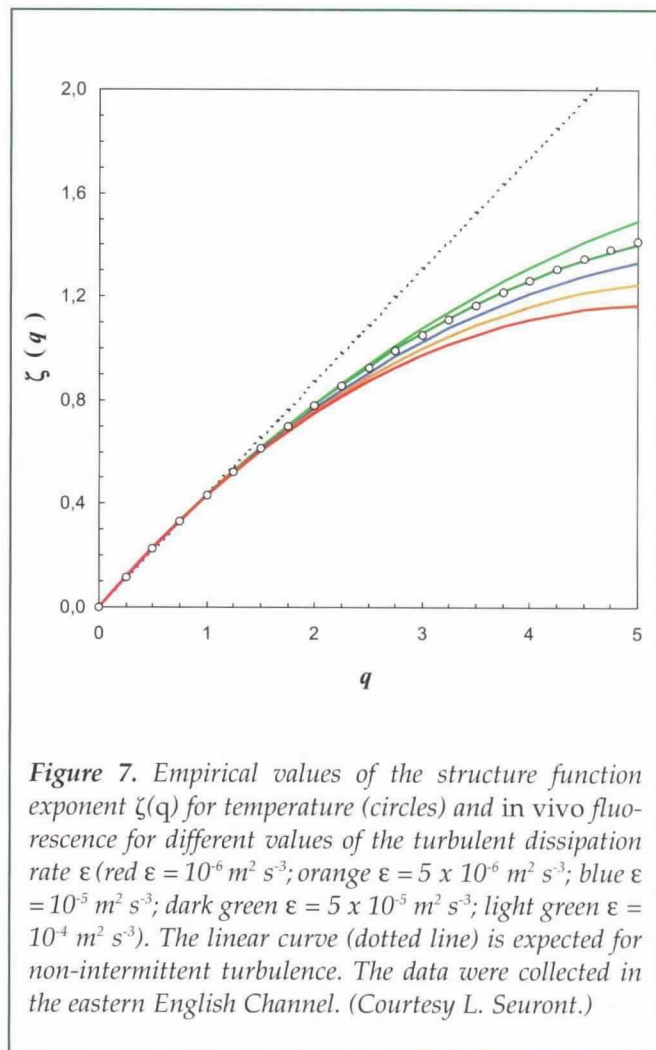 2,0
1,6
1,2
0,8
0,4
0,0
ζ(q)
0 1 2 3 4 5
q
Figure 7. Empirical values of the structure function
exponent ζ(q) for temperature (circles) and in vivo fluo-
rescence for different values of the turbulent dissipation
rate ε (red ε = 10⁻⁶ m² s⁻³; orange ε = 5 x 10⁻⁶ m² s⁻³; blue ε
= 10⁻⁵ m² s⁻³; dark green ε = 5 x 10⁻⁵ m² s⁻³; light green ε =
10⁻⁴ m² s⁻³). The linear curve (dotted line) is expected for
non-intermittent turbulence. The data were collected in
the eastern English Channel. (Courtesy L. Seuront.)